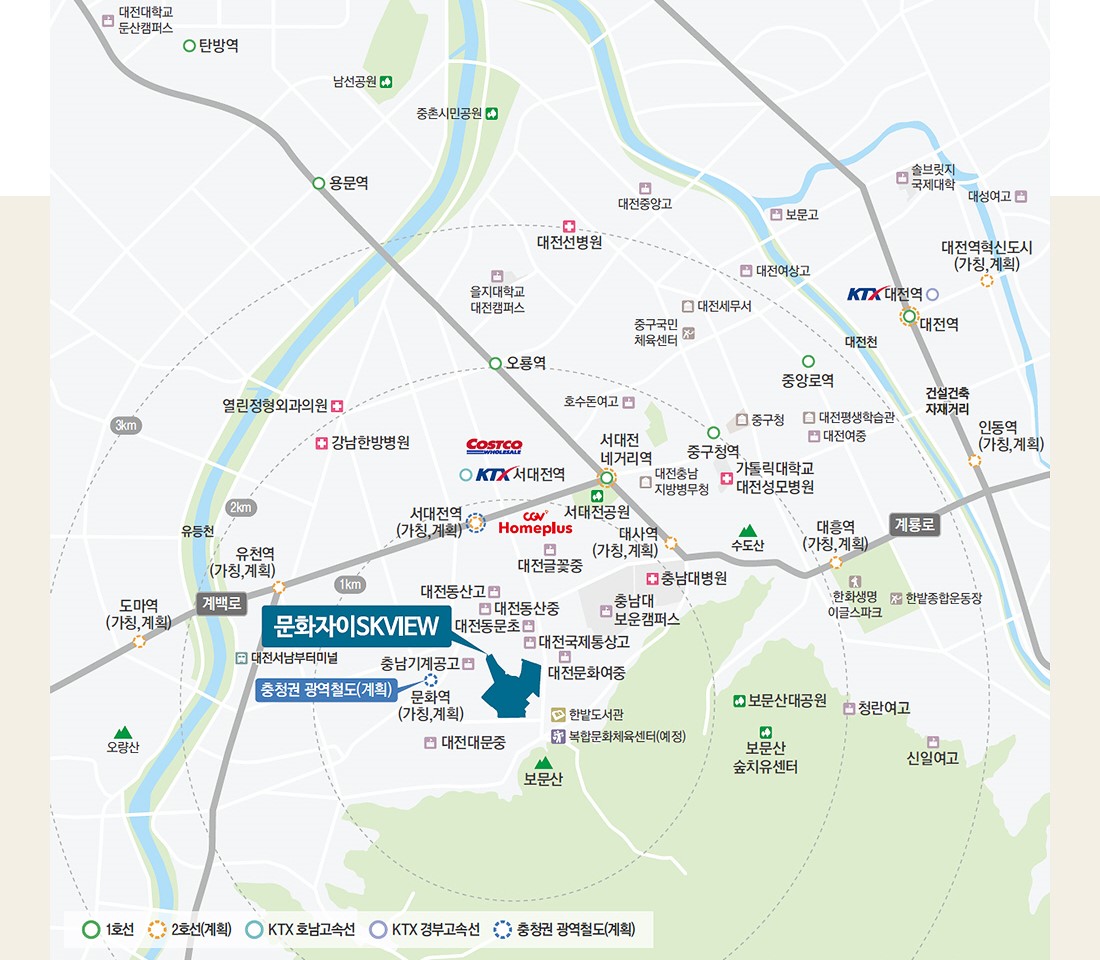 대전대학교
둔산캠퍼스
탄방역
남선공원
중촌시민공원
용문역
대전중앙고
솔브릿지
국제대학
대성여고
보문고
대전선병원
대전역혁신도시
(가칭,계획)
대전여상고
을지대학교
대전캠퍼스
KTX 대전역
대전세무서
대전역
중구국민
체육센터
대전천
오룡역
중앙로역
건설건축
자재거리
열린정형외과의원
호수돈여고
중구청
대전평생학습관
대전여중
인동역
(가칭,계획)
3km
강남한방병원
COSTCO
WHOLESALE
서대전
네거리역
중구청역
KTX 서대전역
대전충남
지방병무청
가톨릭대학교
대전성모병원
2km
서대전역
(가칭,계획)
CGV
Homeplus
서대전공원
대사역
(가칭,계획)
수도산
대흥역
(가칭,계획)
계룡로
유등천
유천역
(가칭,계획)
대전글꽃중
1km
충남대병원
대전동산고
대전동산중
대전동문초
충남대
보운캠퍼스
한화생명
이글스파크
한밭종합운동장
도마역
(가칭,계획)
계백로
문화자이SKVIEW
대전국제통상고
대전서남부터미널
충남기계공고
대전문화여중
충청권 광역철도(계획)
문화역
(가칭,계획)
보문산대공원
청란여고
한밭도서관
복합문화체육센터(예정)
대전대문중
오량산
보문산
보문산
숲치유센터
신일여고
1호선
2호선(계획)
KTX 호남고속선
KTX 경부고속선
충청권 광역철도(계획)